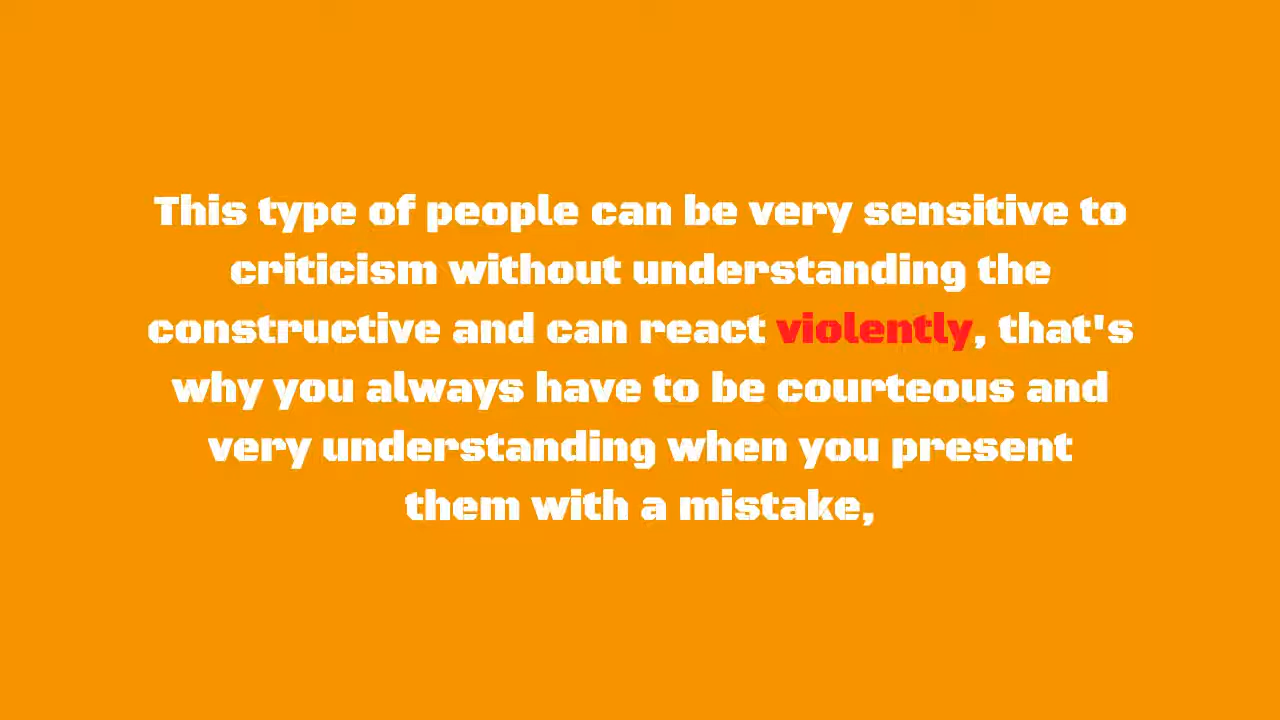 This type of people can be very sensitive to
criticism without understanding the
constructive and can react violently, that's
why you always have to be courteous and
very understanding when you present
them with a mistake,